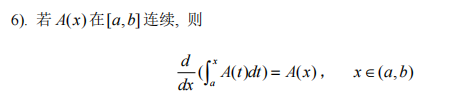 6). 若 A(x) 在[a,b]连续, 则
d/dx (∫_a^x A(t)dt) = A(x), x∈(a,b)